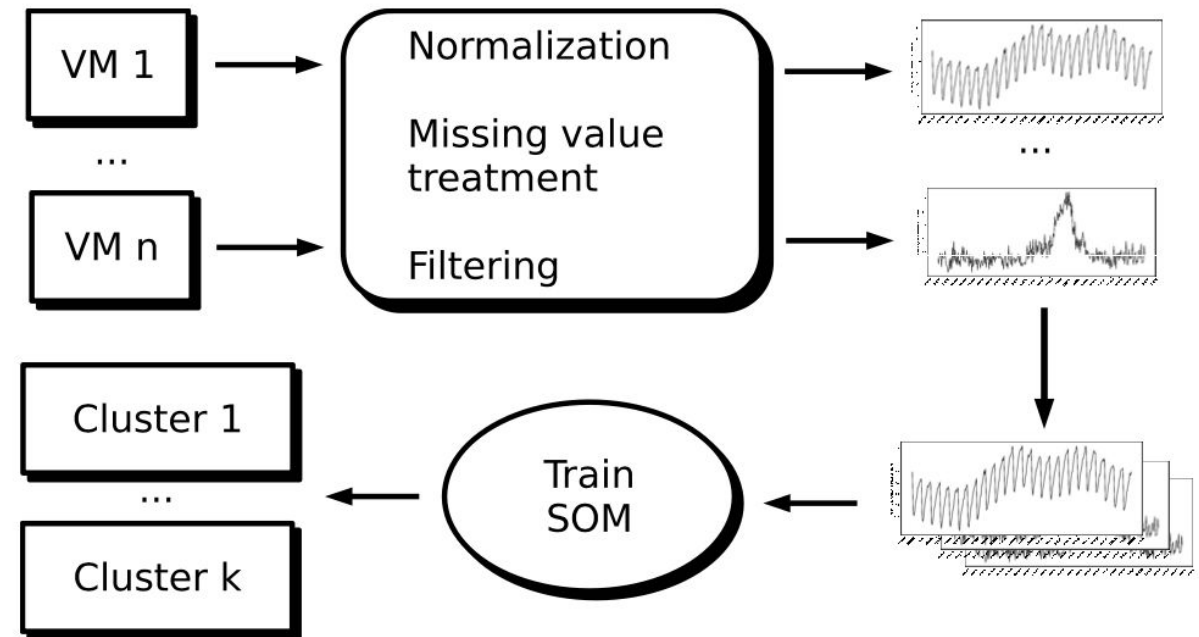 VM 1
...
VM n
Normalization
Missing value
treatment
Filtering
...
Cluster 1
...
Cluster k
Train
SOM